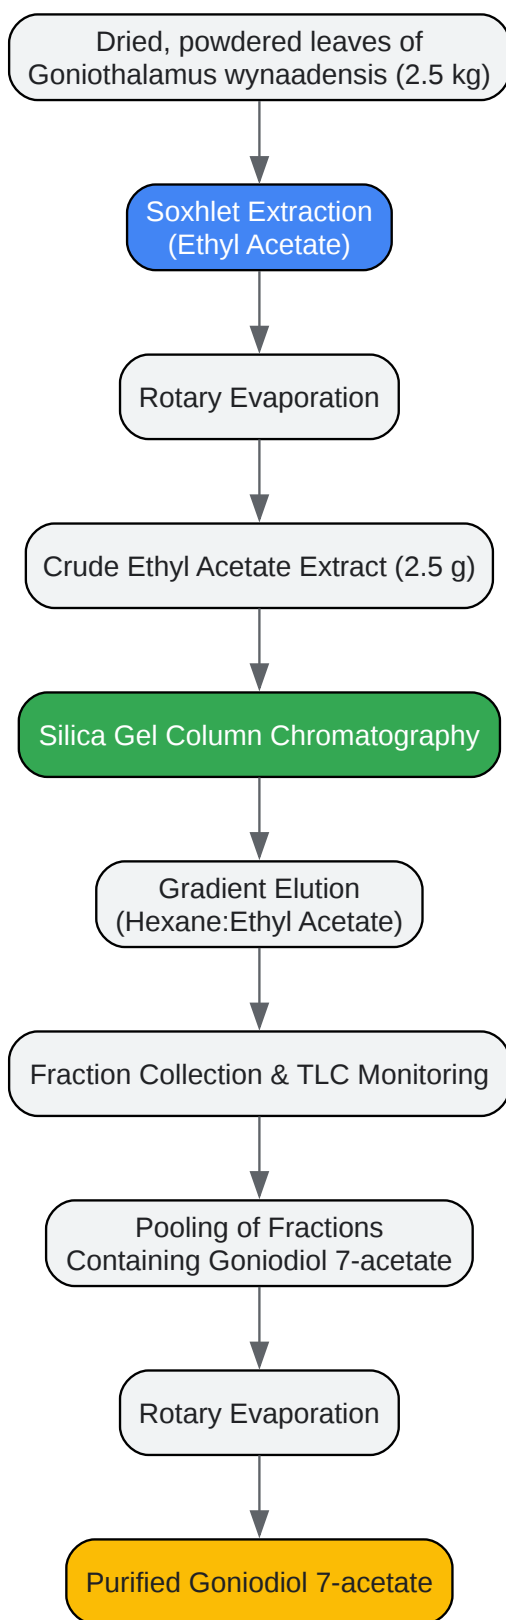 Dried, powdered leaves of
Goniothalamus wynaadensis (2.5 kg)
Soxhlet Extraction
(Ethyl Acetate)
Rotary Evaporation
Crude Ethyl Acetate Extract (2.5 g)
Silica Gel Column Chromatography
Gradient Elution
(Hexane:Ethyl Acetate)
Fraction Collection & TLC Monitoring
Pooling of Fractions
Containing Goniodiol 7-acetate
Rotary Evaporation
Purified Goniodiol 7-acetate